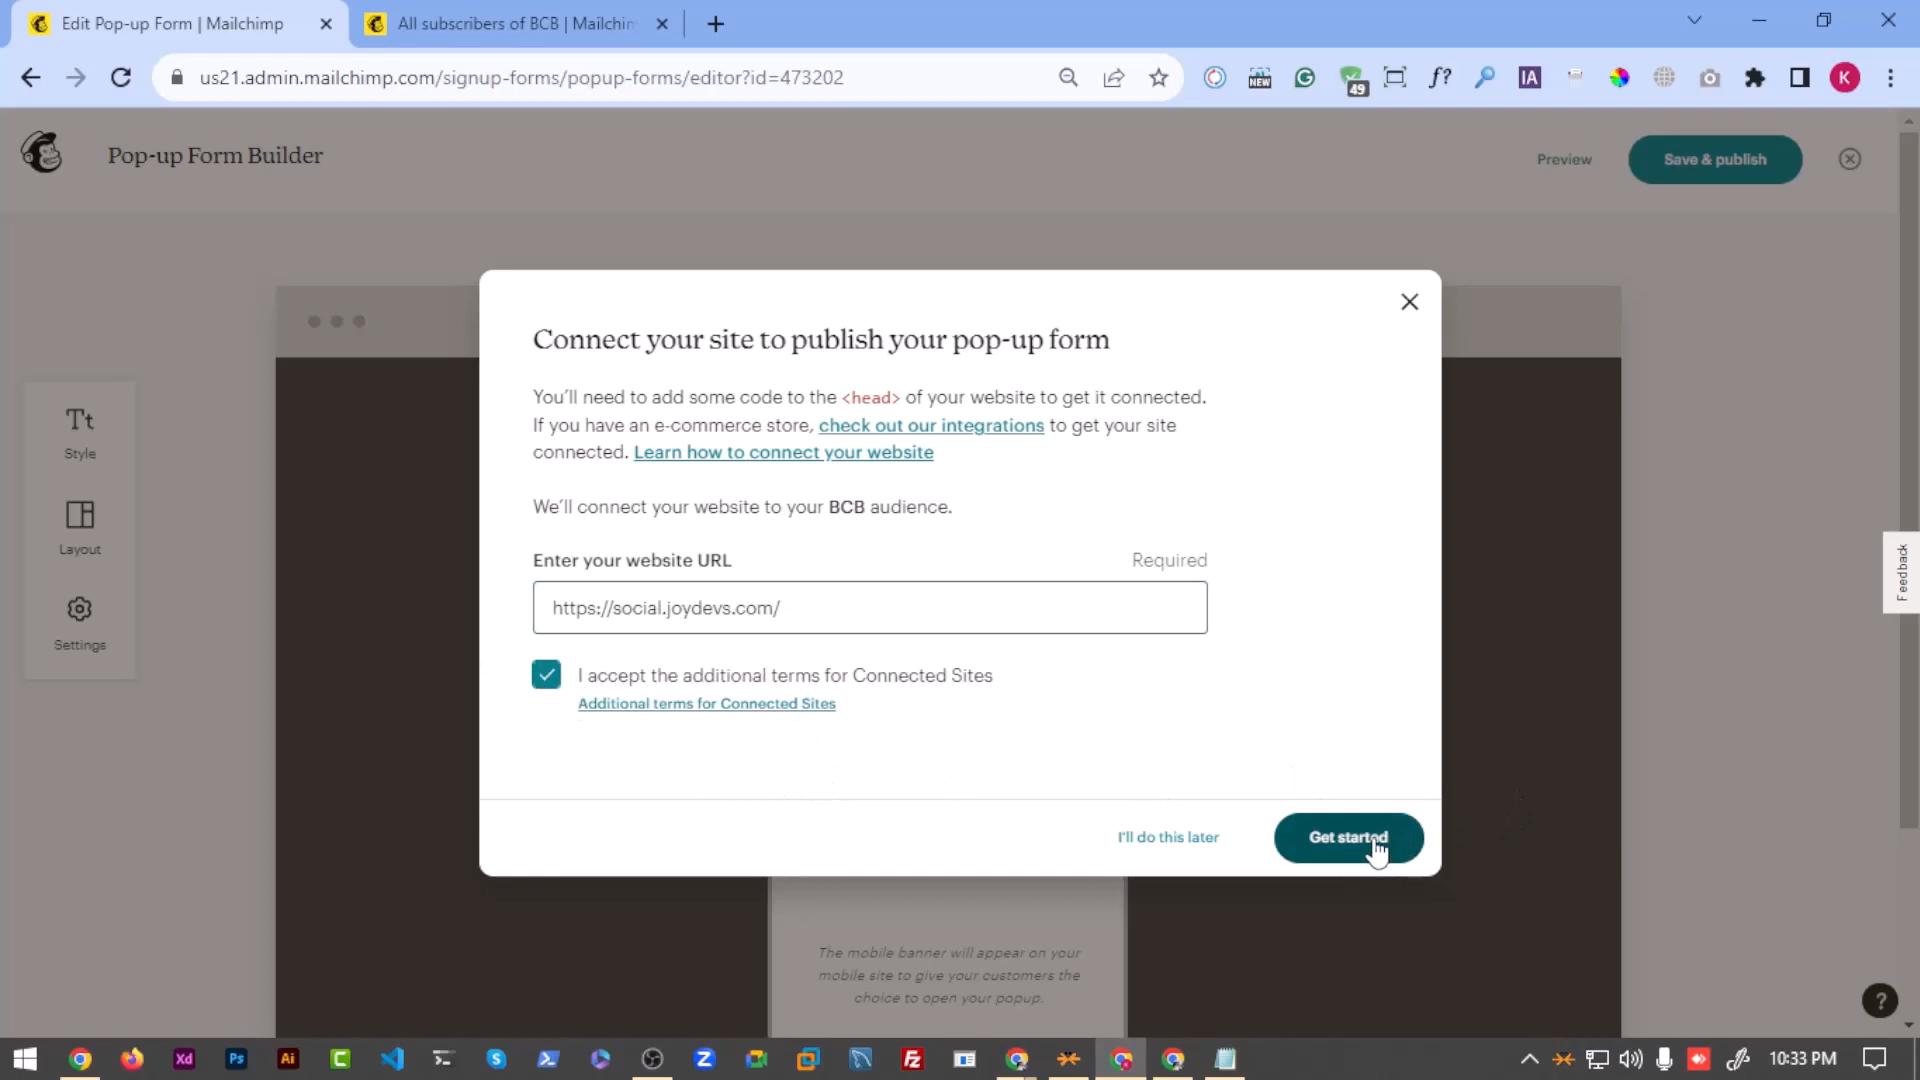 Edit Pop-up Form | Mailchimp
All subscribers of BCB | Mailchim
us21.admin.mailchimp.com/signup-forms/popup-forms/editor?id=473202
NEW
49
f?
IA
K
Pop-up Form Builder
Preview
Save & publish
Connect your site to publish your pop-up form
You'll need to add some code to the <head> of your website to get it connected.
If you have an e-commerce store, check out our integrations to get your site
connected. Learn how to connect your website
We'll connect your website to your BCB audience.
Enter your website URL
Required
https://social.joydevs.com/
I accept the additional terms for Connected Sites
Additional terms for Connected Sites
I'll do this later
Get started
Tt
Style
Layout
Settings
Feedback
The mobile banner will appear on your
mobile site to give your customers the
choice to open your popup.
?
Xd
Ps
Ai
C
S
Z
FZ
10:33 PM